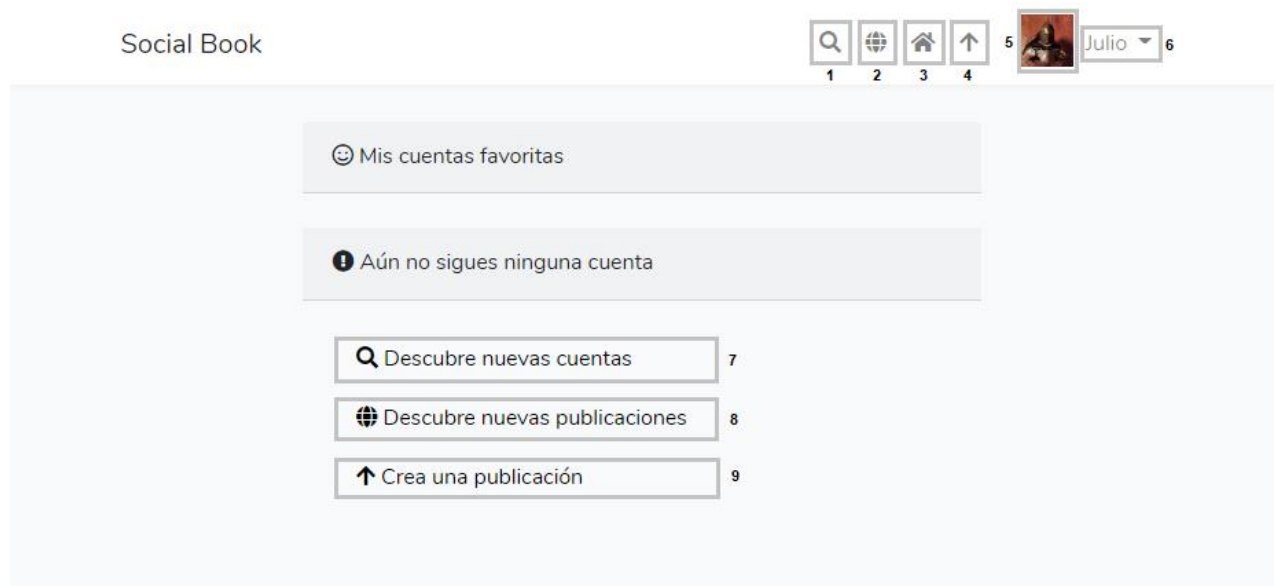 Social Book
5 Julio 6
1 2 3 4
Mis cuentas favoritas
Aún no sigues ninguna cuenta
Descubre nuevas cuentas 7
Descubre nuevas publicaciones 8
Crea una publicación 9